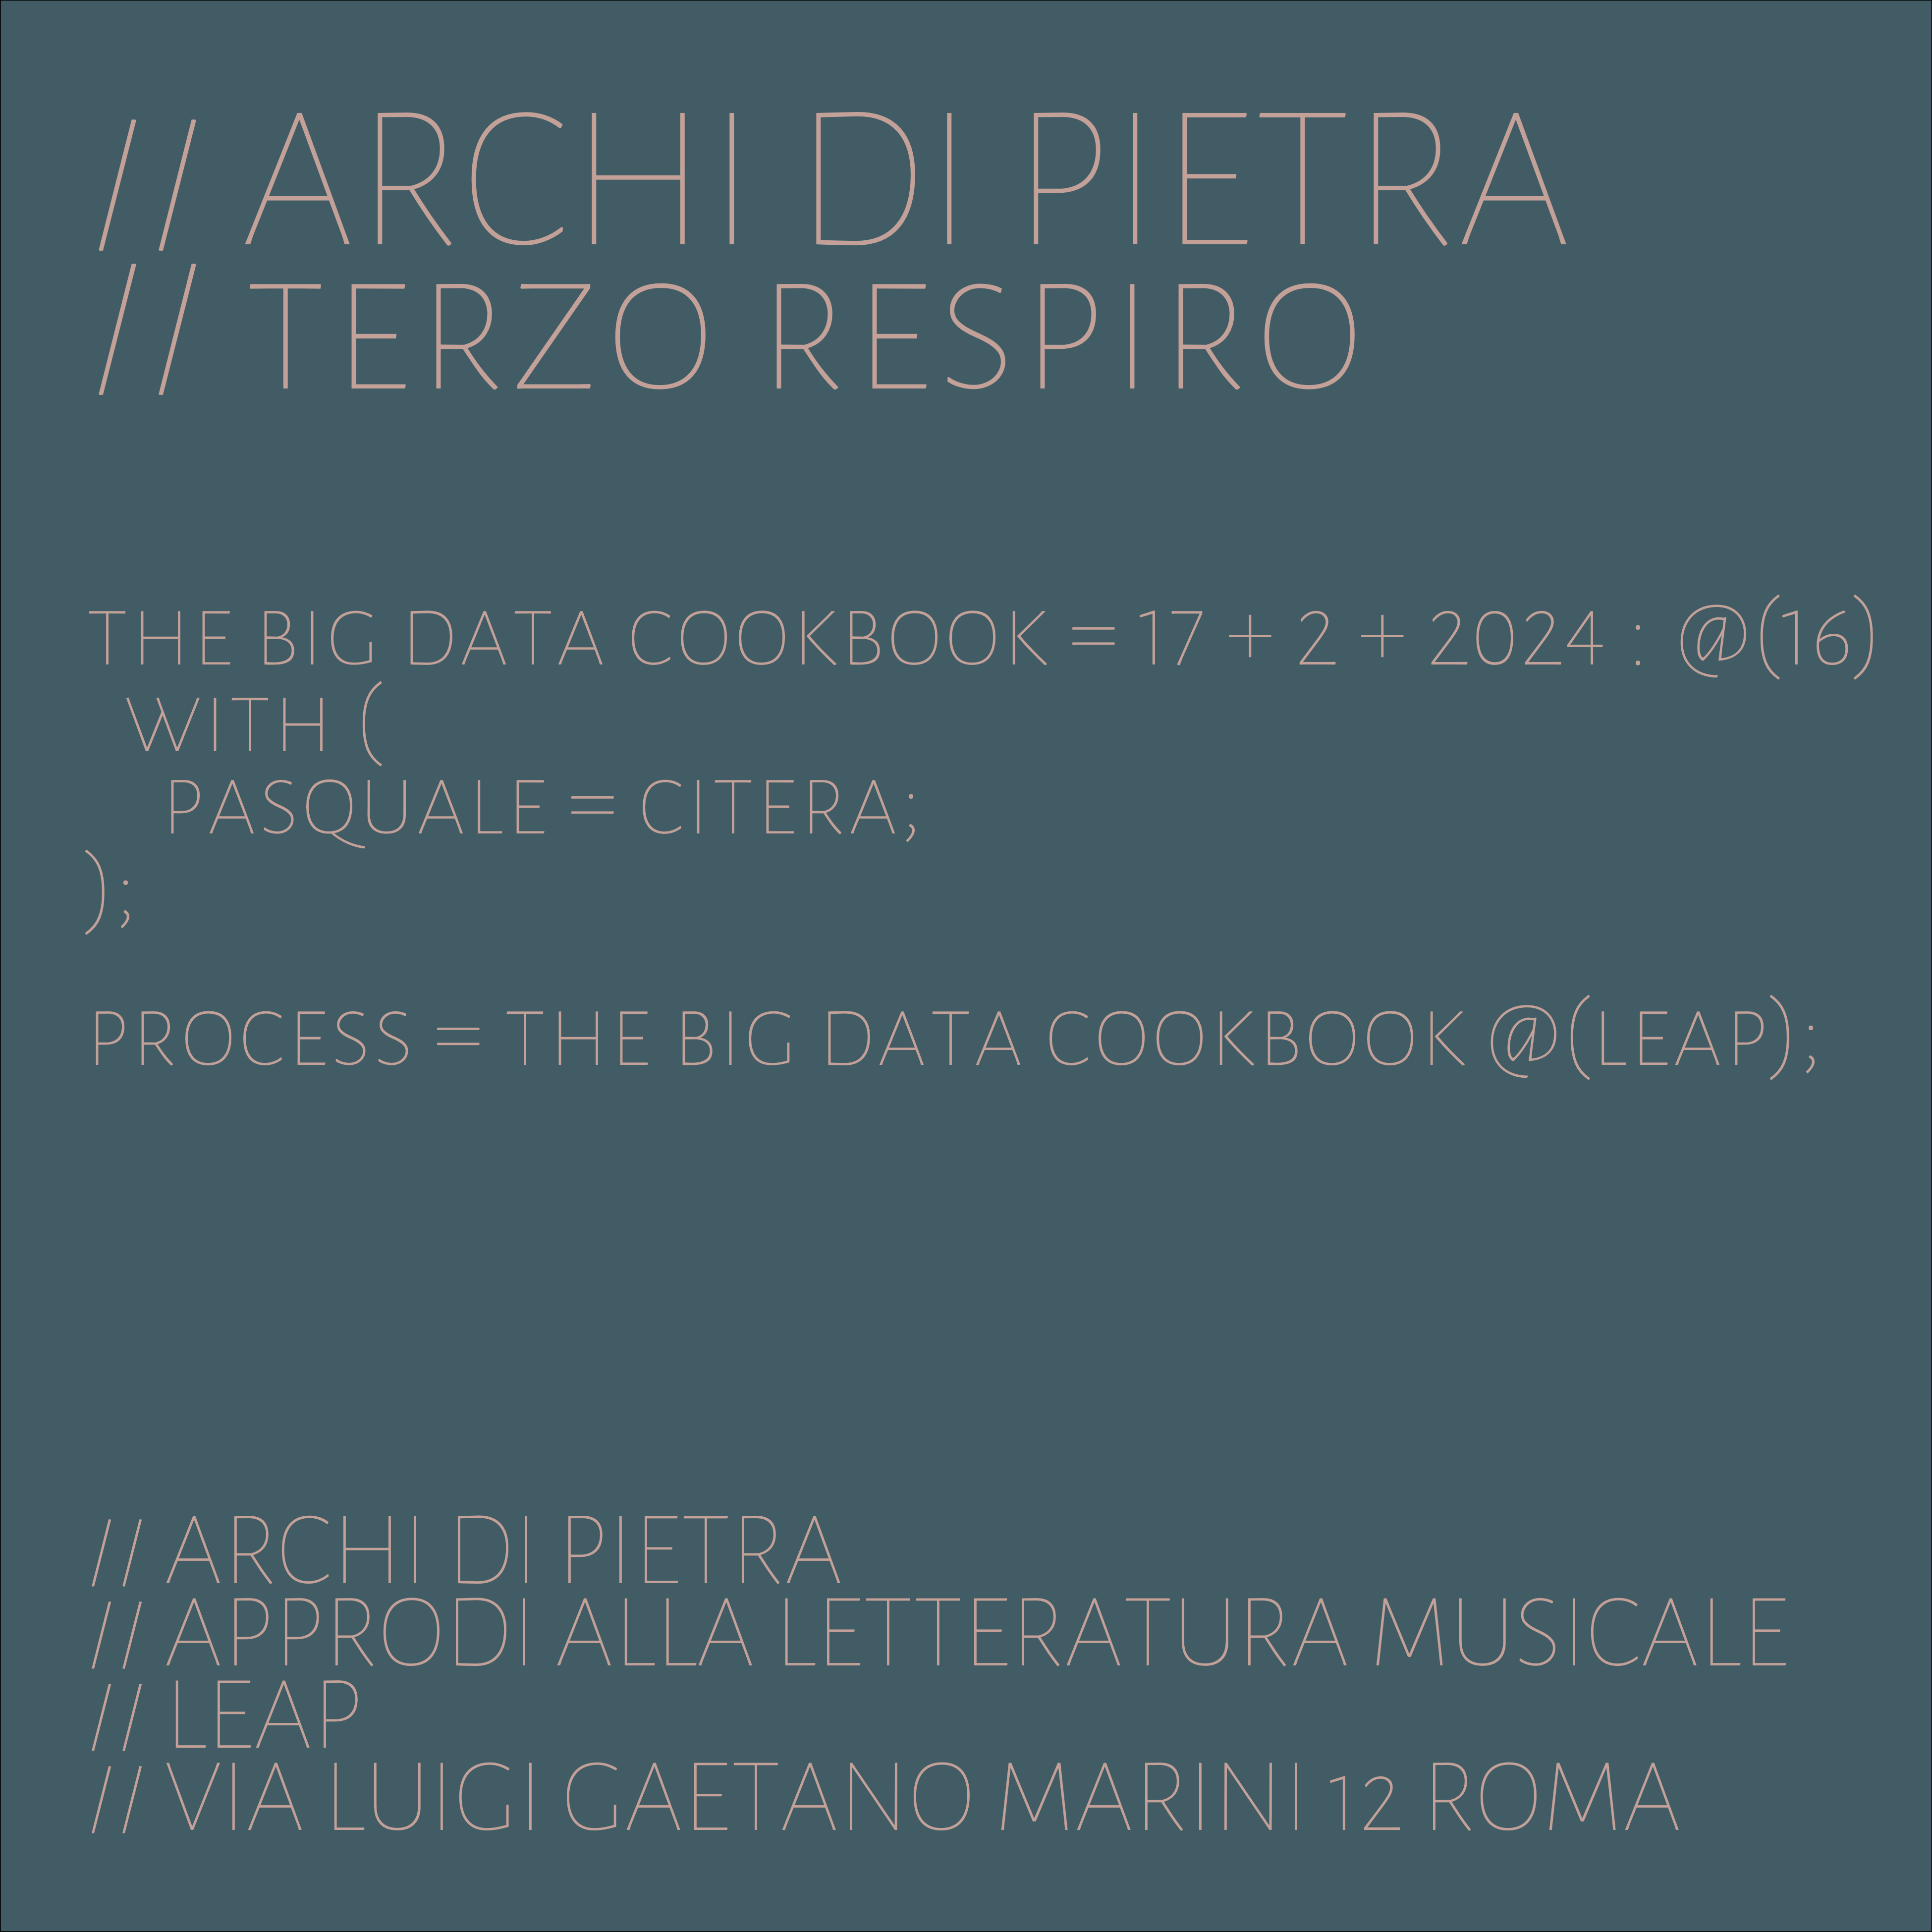 // ARCHI DI PIETRA
// TERZO RESPIRO
THE BIG DATA COOKBOOK = 17 + 2 + 2024 : @(16)
WITH (
PASQUALE = CITERA;
);
PROCESS = THE BIG DATA COOKBOOK @(LEAP) ;
// ARCHI DI PIETRA
// APPRODI ALLA LETTERATURA MUSICALE
// LEAP
// VIA LUIGI GAETANO MARINI 12 ROMA